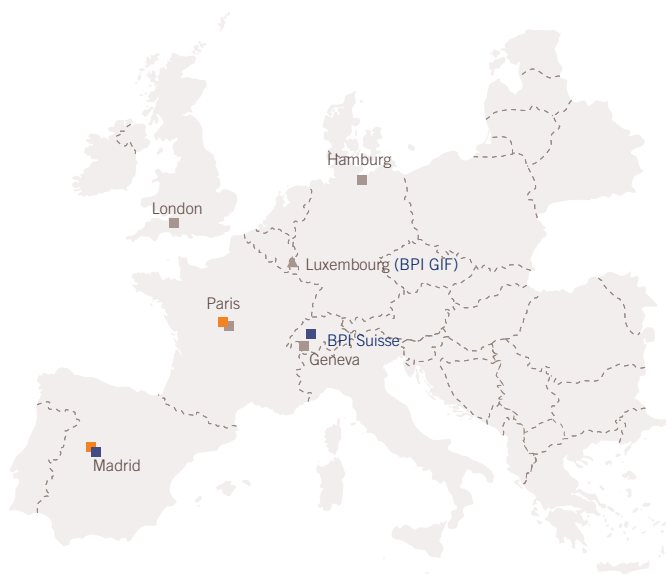 Hamburg
London
Luxembourg (BPI GIF)
Paris
BPI Suisse
Geneva
Madrid